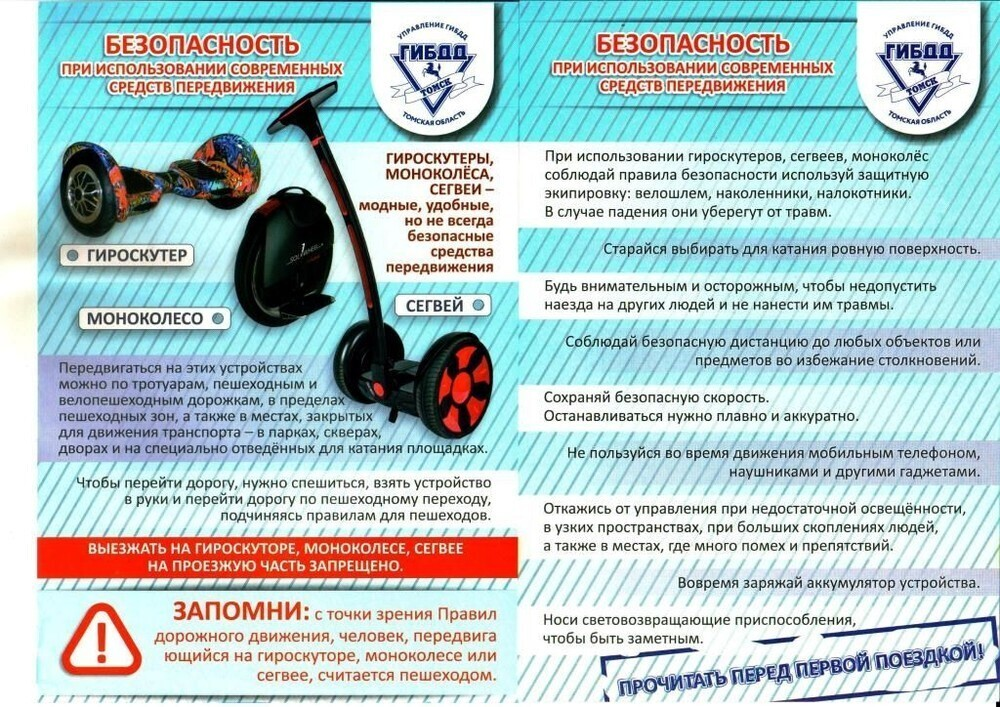 БЕЗОПАСНОСТЬ
ПРИ ИСПОЛЬЗОВАНИИ СОВРЕМЕННЫХ
СРЕДСТВ ПЕРЕДВИЖЕНИЯ
УПРАВЛЕНИЕ ГИБДД
ГИБДД
ТОМСК
ТОМСКАЯ ОБЛАСТЬ
ГИРОСКУТЕРЫ,
МОНОКОЛЁСА,
СЕГВЕИ –
модные, удобные,
но не всегда
безопасные
средства
передвижения
ГИРОСКУТЕР
МОНОКОЛЕСО
СЕГВЕЙ
Передвигаться на этих устройствах
можно по тротуарам, пешеходным и
велопешеходным дорожкам, в пределах
пешеходных зон, а также в местах, закрытых
для движения транспорта – в парках, скверах,
дворах и на специально отведённых для катания площадках.
Чтобы перейти дорогу, нужно спешиться, взять устройство
в руки и перейти дорогу по пешеходному переходу,
подчиняясь правилам для пешеходов.
ВЫЕЗЖАТЬ НА ГИРОСКУТОРЕ, МОНОКОЛЕСЕ, СЕГВЕЕ
НА ПРОЕЗЖУЮ ЧАСТЬ ЗАПРЕЩЕНО.
ЗАПОМНИ: с точки зрения Правил
дорожного движения, человек, передвига
ющийся на гироскуторе, моноколесе или
сегвее, считается пешеходом.
БЕЗОПАСНОСТЬ
ПРИ ИСПОЛЬЗОВАНИИ СОВРЕМЕННЫХ
СРЕДСТВ ПЕРЕДВИЖЕНИЯ
УПРАВЛЕНИЕ ГИБДД
ГИБДД
ТОМСК
ТОМСКАЯ ОБЛАСТЬ
При использовании гироскутеров, сегвеев, моноколёс
соблюдай правила безопасности используй защитную
экипировку: велошлем, наколенники, налокотники.
В случае падения они уберегут от травм.
Старайся выбирать для катания ровную поверхность.
Будь внимательным и осторожным, чтобы недопустить
наезда на других людей и не нанести им травмы.
Соблюдай безопасную дистанцию до любых объектов или
предметов во избежание столкновений.
Сохраняй безопасную скорость.
Останавливаться нужно плавно и аккуратно.
Не пользуйся во время движения мобильным телефоном,
наушниками и другими гаджетами.
Откажись от управления при недостаточной освещённости,
в узких пространствах, при больших скоплениях людей,
а также в местах, где много помех и препятствий.
Вовремя заряжай аккумулятор устройства.
Носи световозвращающие приспособления,
чтобы быть заметным.
ПРОЧИТАТЬ ПЕРЕД ПЕРВОЙ ПОЕЗДКОЙ!